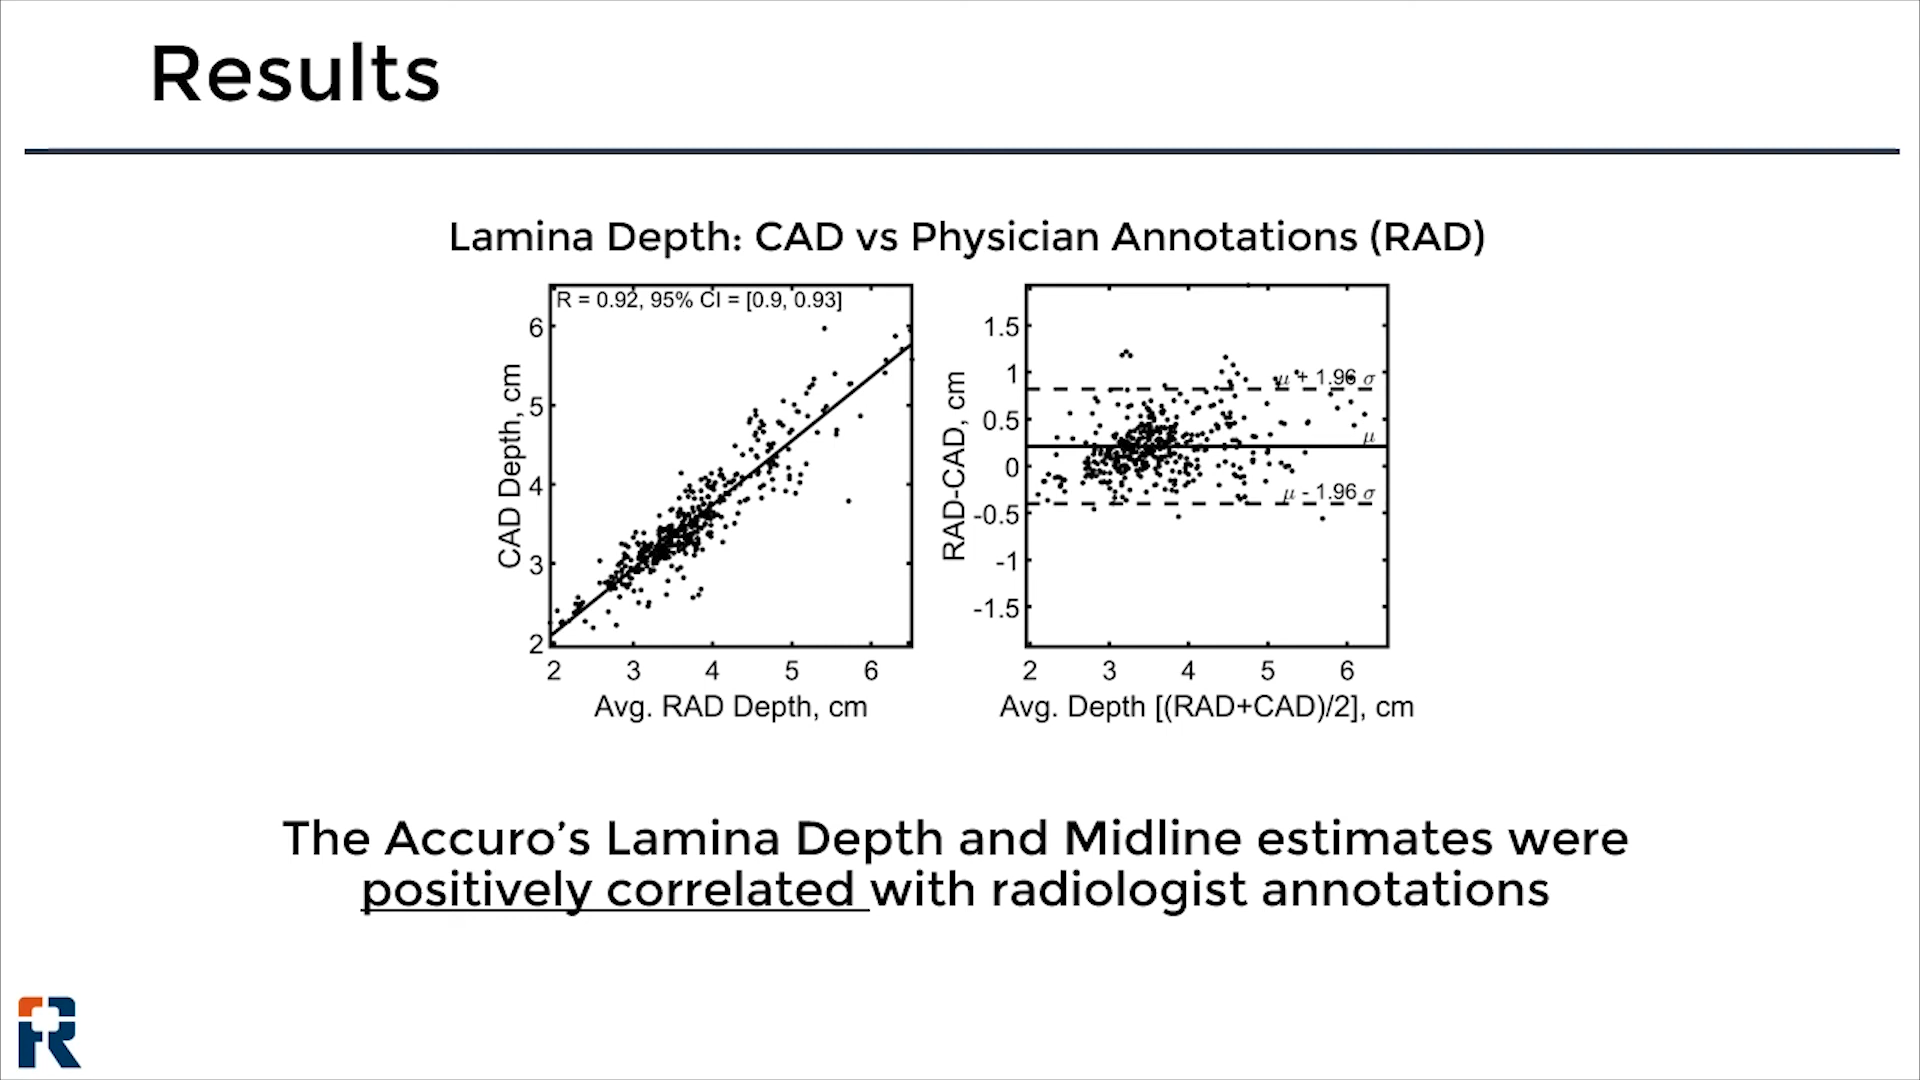 Results
Lamina Depth: CAD vs Physician Annotations (RAD)
R = 0.92, 95% CI = [0.9, 0.93]
6
5
4
3
2
CAD Depth, cm
2 3 4 5 6
Avg. RAD Depth, cm
1.5
1
0.5
0
-0.5
-1
-1.5
RAD-CAD, cm
μ + 1.96 σ
μ
μ - 1.96 σ
2 3 4 5 6
Avg. Depth [(RAD+CAD)/2], cm
The Accuro’s Lamina Depth and Midline estimates were
positively correlated with radiologist annotations
R